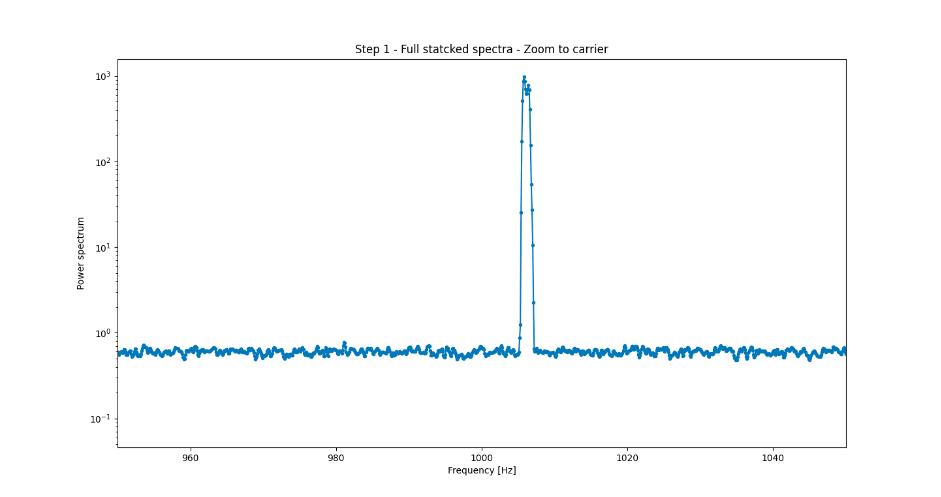 Step 1 - Full statcked spectra - Zoom to carrier
10³
10²
10¹
10⁰
10⁻¹
Power spectrum
960 980 1000 1020 1040
Frequency [Hz]